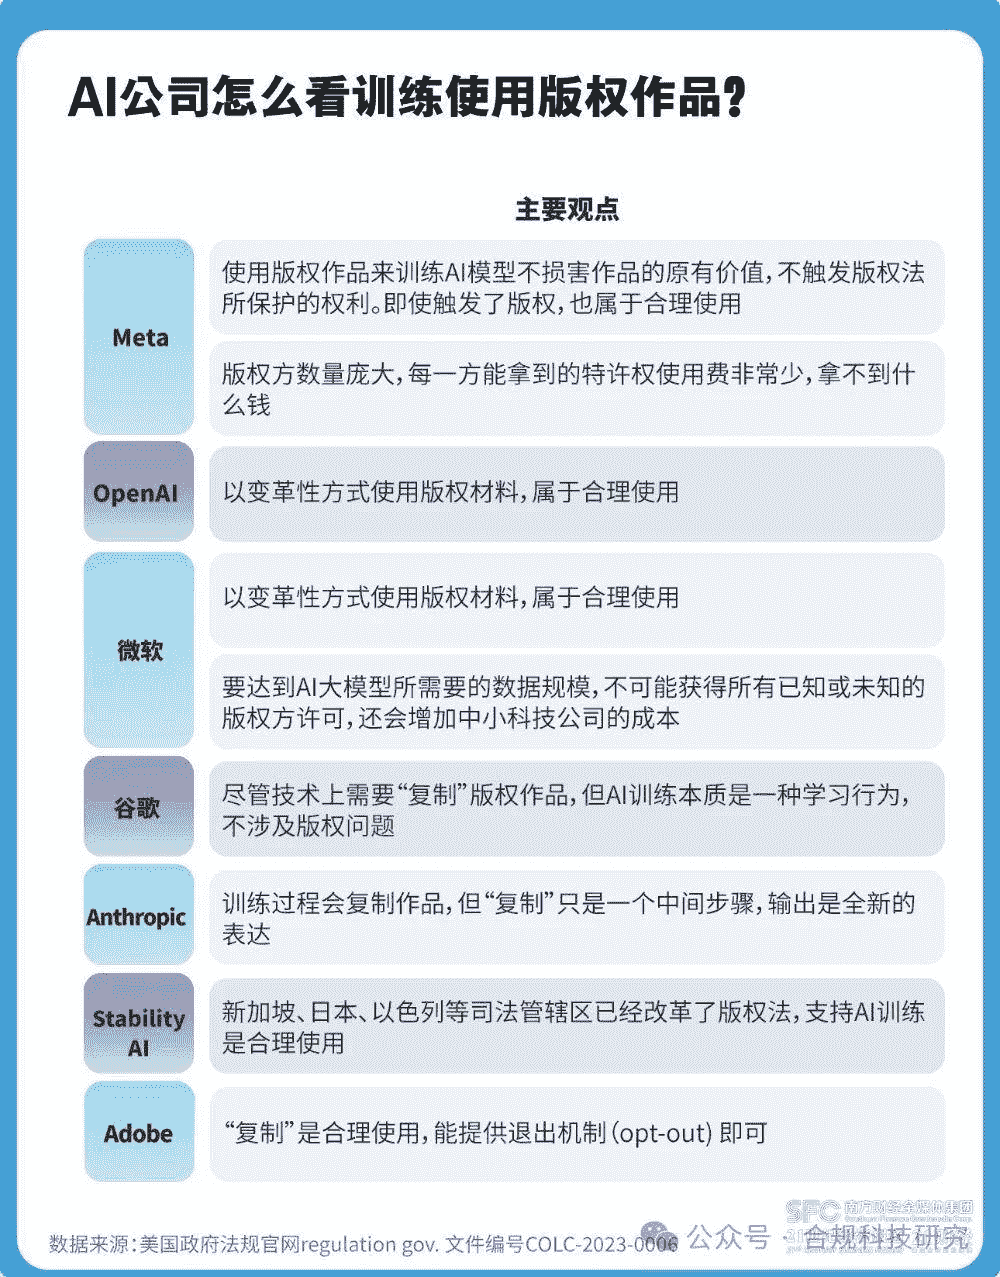 AI公司怎么看训练使用版权作品？
主要观点
Meta
使用版权作品来训练AI模型不损害作品的原有价值，不触发版权法
所保护的权利。即使触发了版权，也属于合理使用
版权方数量庞大，每一方能拿到的特许权使用费非常少，拿不到什
么钱
OpenAI
以变革性方式使用版权材料，属于合理使用
微软
以变革性方式使用版权材料，属于合理使用
要达到AI大模型所需要的数据规模，不可能获得所有已知或未知的
版权方许可，还会增加中小科技公司的成本
谷歌
尽管技术上需要“复制”版权作品，但AI训练本质是一种学习行为，
不涉及版权问题
Anthropic
训练过程会复制作品，但“复制”只是一个中间步骤，输出是全新的
表达
Stability
AI
新加坡、日本、以色列等司法管辖区已经改革了版权法，支持AI训练
是合理使用
Adobe
“复制”是合理使用，能提供退出机制（opt-out）即可
SFC 南方财经全媒体集团
数据来源：美国政府法规官网regulation gov. 文件编号COLC-2023-0006
公众号 · 合规科技研究